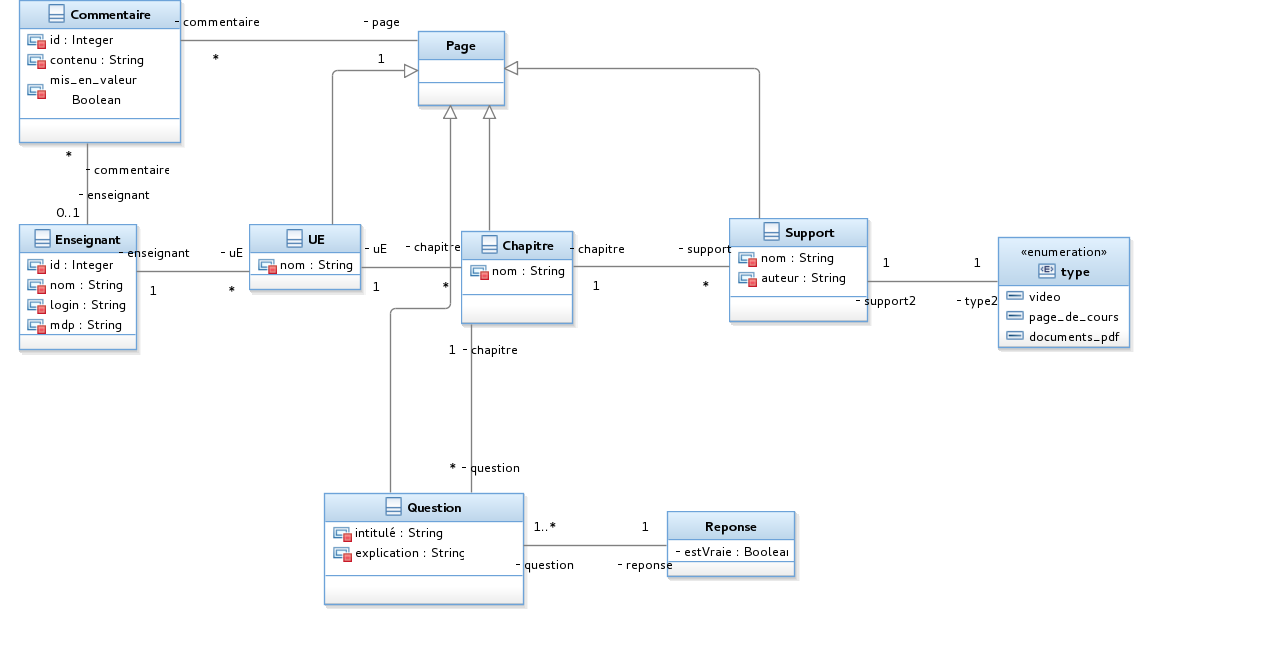 Commentaire
id : Integer
contenu : String
mis_en_valeur
Boolean
- commentaire
- page
*
1
Page
*
- commentaire
- enseignant
0..1
Enseignant
id : Integer
nom : String
login : String
mdp : String
- enseignant
- uE
1
*
UE
nom : String
- uE
- chapitre
1
*
Chapitre
nom : String
- chapitre
- support
1
*
Support
nom : String
auteur : String
1
1
- support2
- type2
«enumeration»
type
video
page_de_cours
documents_pdf
1
- chapitre
*
- question
Question
intitulé : String
explication : String
1..*
1
- question
- reponse
Reponse
- estVraie : Boolean